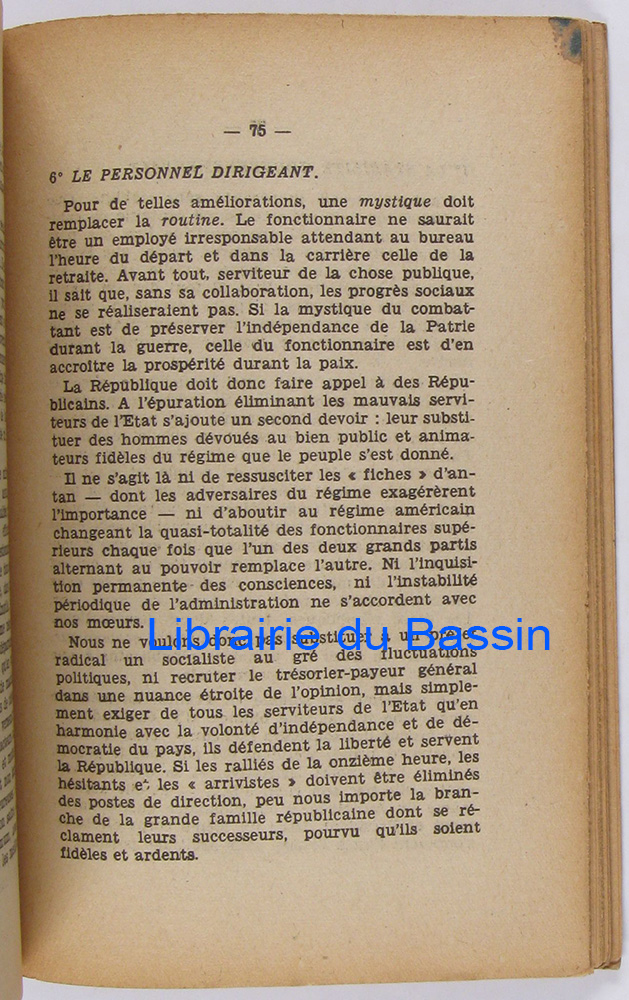 — 75 —
6° LE PERSONNEL DIRIGEANT.
Pour de telles améliorations, une mystique doit
remplacer la routine. Le fonctionnaire ne saurait
être un employé irresponsable attendant au bureau
l'heure du départ et dans la carrière celle de la
retraite. Avant tout, serviteur de la chose publique,
il sait que, sans sa collaboration, les progrès sociaux
ne se réaliseraient pas. Si la mystique du combat-
tant est de préserver l'indépendance de la Patrie
durant la guerre, celle du fonctionnaire est d'en
accroître la prospérité durant la paix.
La République doit donc faire appel à des Répu-
blicains. A l'épuration éliminant les mauvais servi-
teurs de l'Etat s'ajoute un second devoir : leur substi-
tuer des hommes dévoués au bien public et anima-
teurs fidèles du régime que le peuple s'est donné.
Il ne s'agit là ni de ressusciter les « fiches » d'an-
tan — dont les adversaires du régime exagérèrent
l'importance — ni d'aboutir au régime américain
changeant la quasi-totalité des fonctionnaires supé-
rieurs chaque fois que l'un des deux grands partis
alternant au pouvoir remplace l'autre. Ni l'inquisi-
tion permanente des consciences, ni l'instabilité
périodique de l'administration ne s'accordent avec
nos mœurs.
Librairie du Bassin
Nous ne voulons donc pas substituer à un préfet
radical un socialiste au gré des fluctuations
politiques, ni recruter le trésorier-payeur général
dans une nuance étroite de l'opinion, mais simple-
ment exiger de tous les serviteurs de l'Etat qu'en
harmonie avec la volonté d'indépendance et de dé-
mocratie du pays, ils défendent la liberté et servent
la République. Si les ralliés de la onzième heure, les
hésitants et les « arrivistes » doivent être éliminés
des postes de direction, peu nous importe la bran-
che de la grande famille républicaine dont se ré-
clament leurs successeurs, pourvu qu'ils soient
fidèles et ardents.